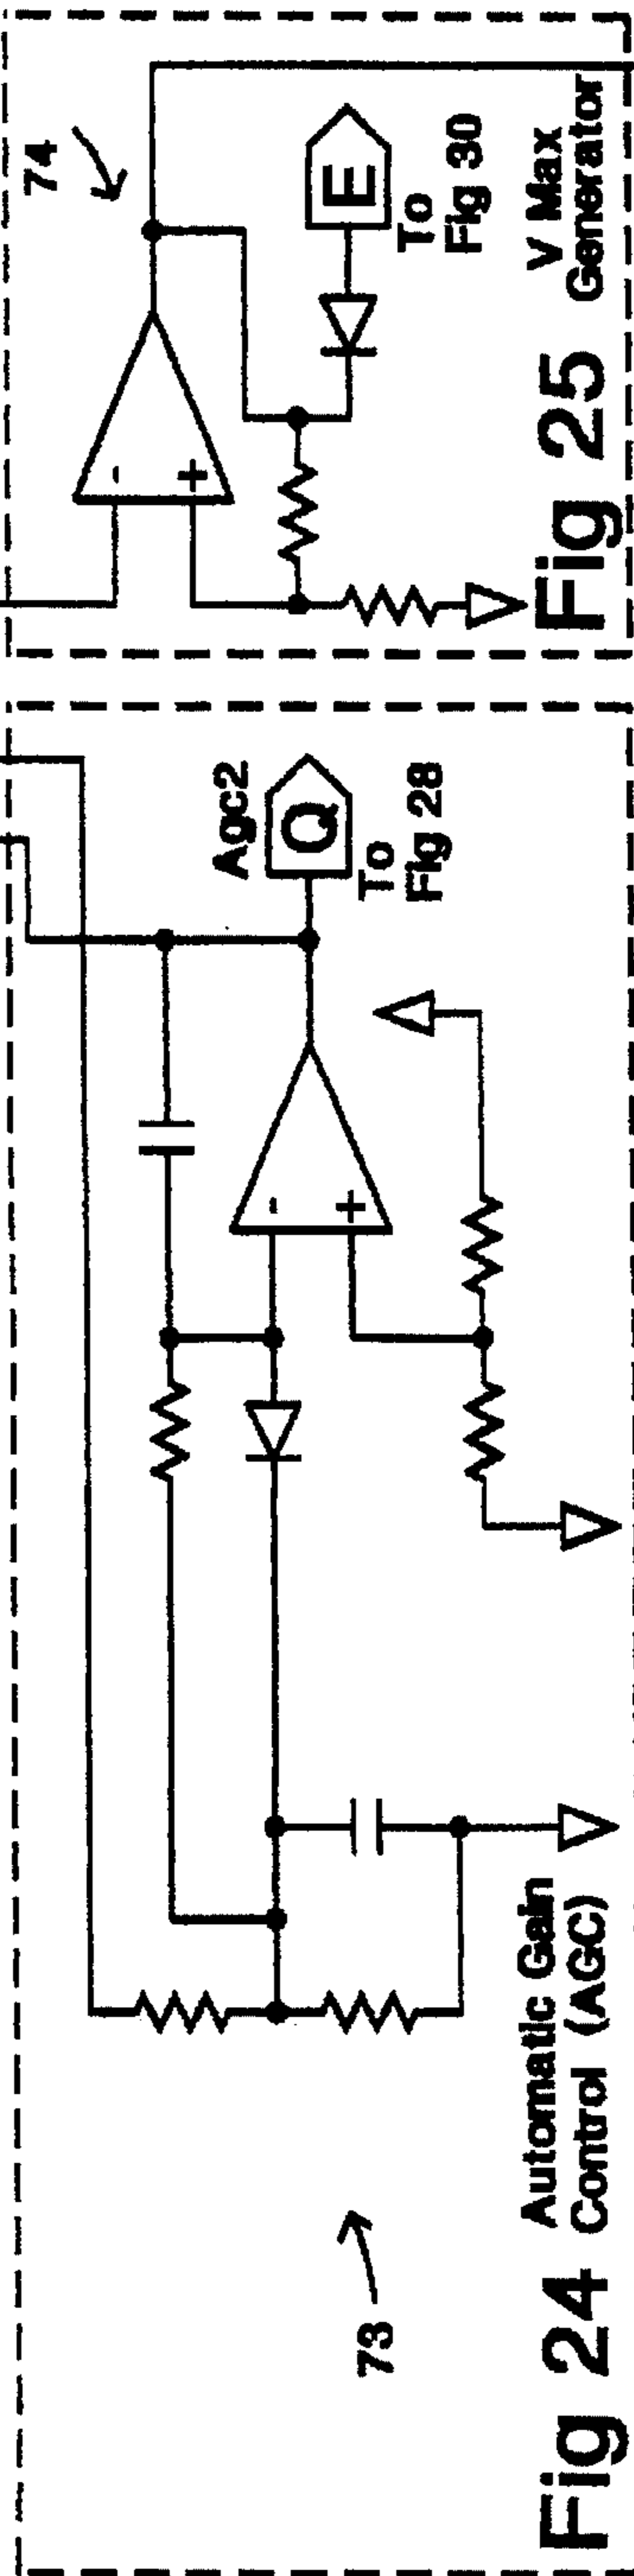 73
Fig 24
Automatic Gain
Control (AGC)
-
+
Agc2
Q
To
Fig 28
74
-
+
E
To
Fig 30
Fig 25
V Max
Generator